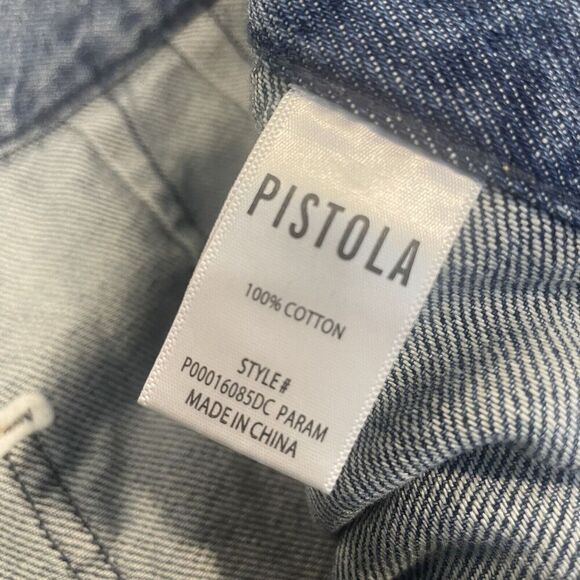 PISTOLA
100% COTTON
STYLE#
P00016085DC PARAM
MADE IN CHINA